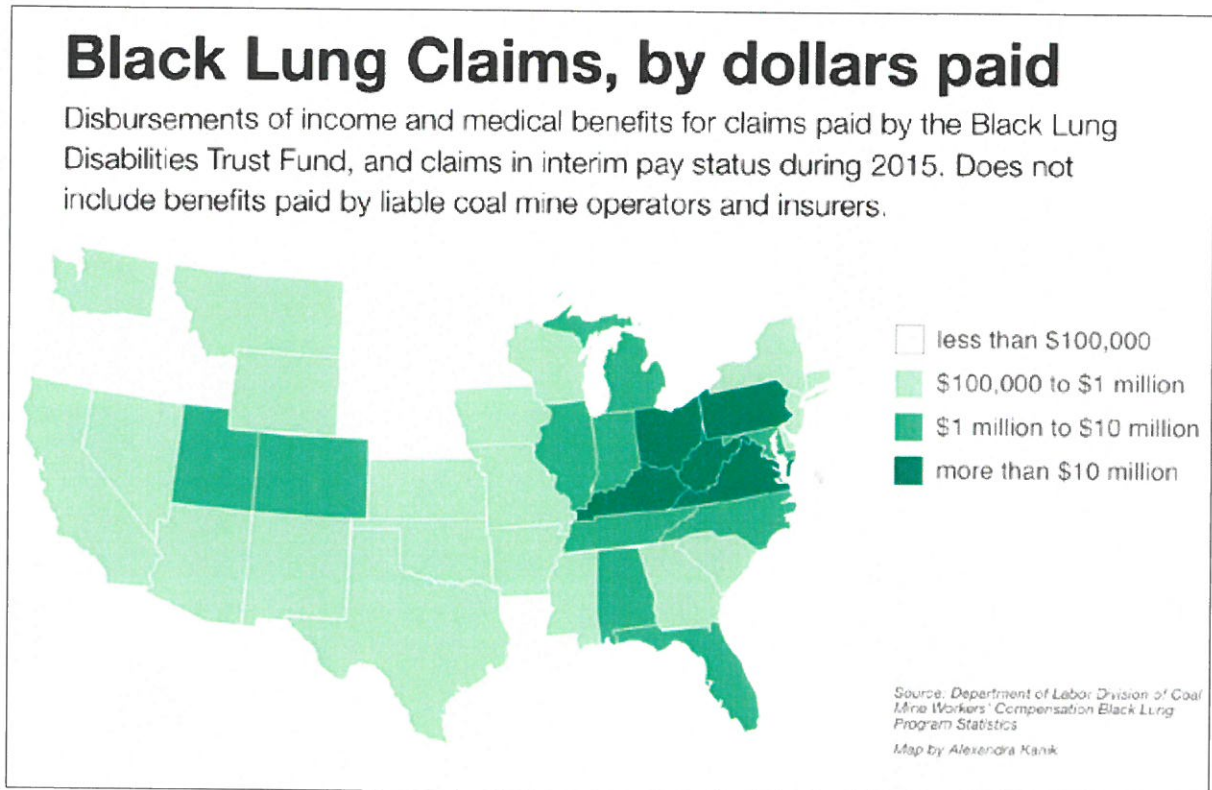 Black Lung Claims, by dollars paid
Disbursements of income and medical benefits for claims paid by the Black Lung
Disabilities Trust Fund, and claims in interim pay status during 2015. Does not
include benefits paid by liable coal mine operators and insurers.
less than $100,000
$100,000 to $1 million
$1 million to $10 million
more than $10 million
Source: Department of Labor Division of Coal
Mine Workers' Compensation Black Lung
Program Statistics
Map by Alexandra Kanik